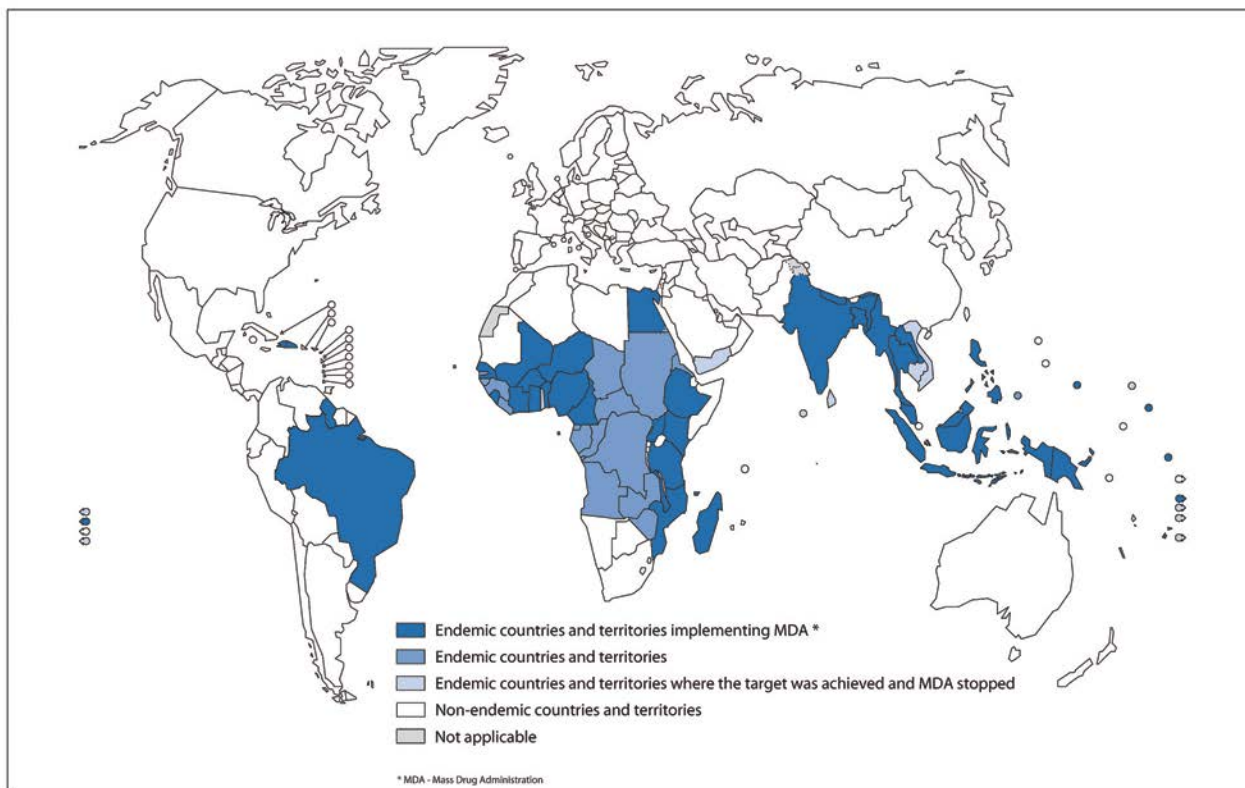 Endemic countries and territories implementing MDA *
Endemic countries and territories
Endemic countries and territories where the target was achieved and MDA stopped
Non-endemic countries and territories
Not applicable
* MDA - Mass Drug Administration